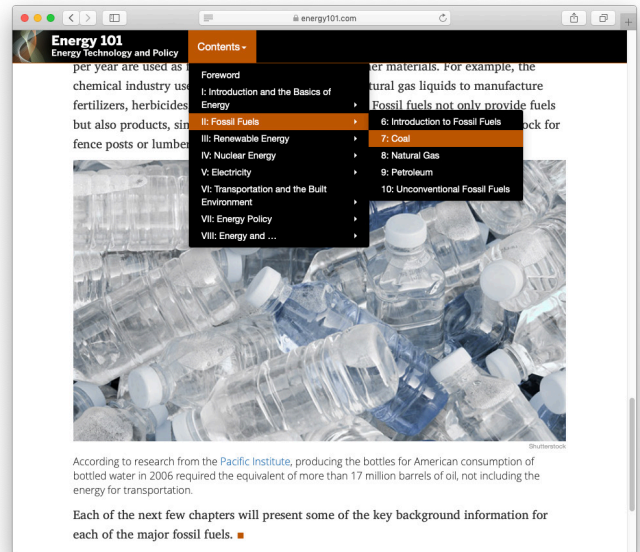 energy101.com
Energy 101
Energy Technology and Policy
Contents
per year are used as
er materials. For example, the
chemical industry us
tural gas liquids to manufacture
fertilizers, herbicides
Fossil fuels not only provide fuels
but also products, sin
ock for
fence posts or lumber
Foreword
I: Introduction and the Basics of
Energy
II: Fossil Fuels
III: Renewable Energy
IV: Nuclear Energy
V: Electricity
VI: Transportation and the Built
Environment
VII: Energy Policy
VIII: Energy and …
6: Introduction to Fossil Fuels
7: Coal
8: Natural Gas
9: Petroleum
10: Unconventional Fossil Fuels
Shutterstock
According to research from the Pacific Institute, producing the bottles for American consumption of
bottled water in 2006 required the equivalent of more than 17 million barrels of oil, not including the
energy for transportation.
Each of the next few chapters will present some of the key background information for
each of the major fossil fuels.